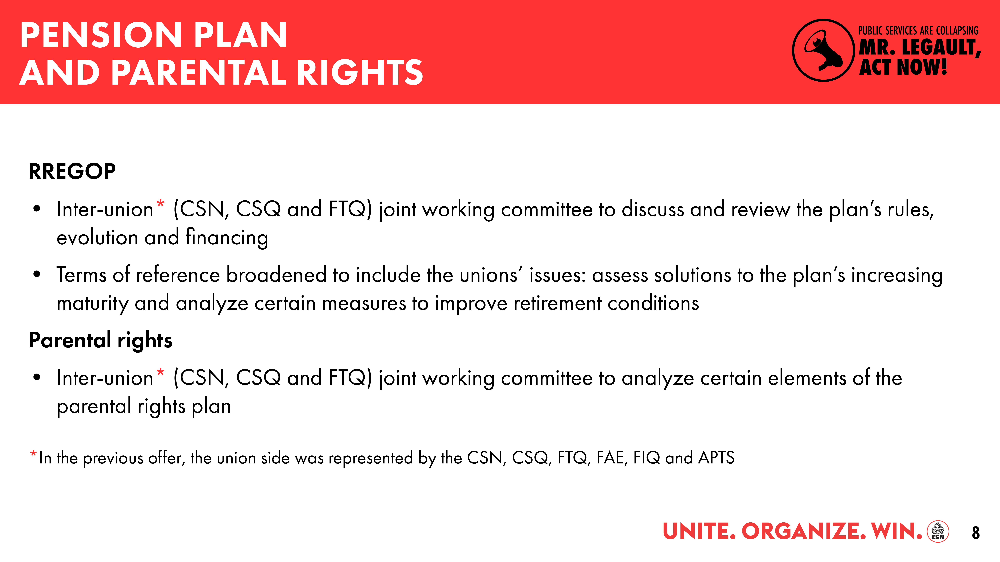 PENSION PLAN
AND PARENTAL RIGHTS
PUBLIC SERVICES ARE COLLAPSING
MR. LEGAULT,
ACT NOW!
RREGOP
• Inter-union* (CSN, CSQ and FTQ) joint working committee to discuss and review the plan’s rules,
evolution and financing
• Terms of reference broadened to include the unions’ issues: assess solutions to the plan’s increasing
maturity and analyze certain measures to improve retirement conditions
Parental rights
• Inter-union* (CSN, CSQ and FTQ) joint working committee to analyze certain elements of the
parental rights plan
*In the previous offer, the union side was represented by the CSN, CSQ, FTQ, FAE, FIQ and APTS
UNITE. ORGANIZE. WIN.
CSN
8